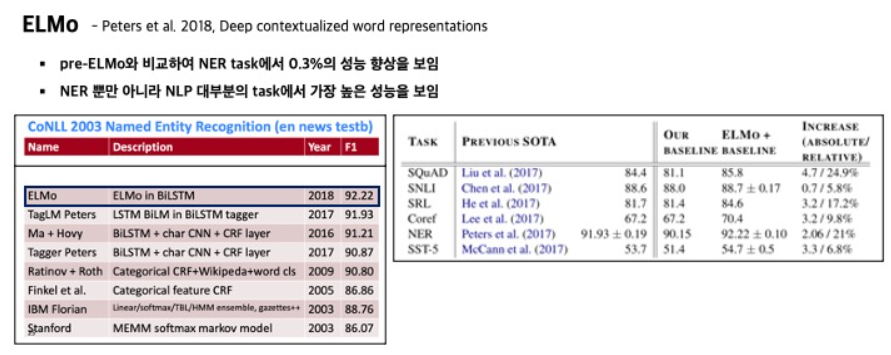 ELMo - Peters et al. 2018, Deep contextualized word representations
▪ pre-ELMo와 비교하여 NER task에서 0.3%의 성능 향상을 보임
▪ NER 뿐만 아니라 NLP 대부분의 task에서 가장 높은 성능을 보임
CoNLL 2003 Named Entity Recognition (en news testb)
Name Description Year F1
ELMo ELMo in BiLSTM 2018 92.22
TagLM Peters LSTM BiLM in BiLSTM tagger 2017 91.93
Ma + Hovy BiLSTM + char CNN + CRF layer 2016 91.21
Tagger Peters BiLSTM + char CNN + CRF layer 2017 90.87
Ratinov + Roth Categorical CRF+Wikipeda+word cls 2009 90.80
Finkel et al. Categorical feature CRF 2005 86.86
IBM Florian Linear/softmax/TBL/HMM ensemble, gazettes++ 2003 88.76
Stanford MEMM softmax markov model 2003 86.07
TASK PREVIOUS SOTA OUR BASELINE ELMO + BASELINE INCREASE (ABSOLUTE/ RELATIVE)
SQuAD Liu et al. (2017) 84.4 81.1 85.8 4.7 / 24.9%
SNLI Chen et al. (2017) 88.6 88.0 88.7 ± 0.17 0.7 / 5.8%
SRL He et al. (2017) 81.7 81.4 84.6 3.2 / 17.2%
Coref Lee et al. (2017) 67.2 67.2 70.4 3.2 / 9.8%
NER Peters et al. (2017) 91.93 ± 0.19 90.15 92.22 ± 0.10 2.06 / 21%
SST-5 McCann et al. (2017) 53.7 51.4 54.7 ± 0.5 3.3 / 6.8%